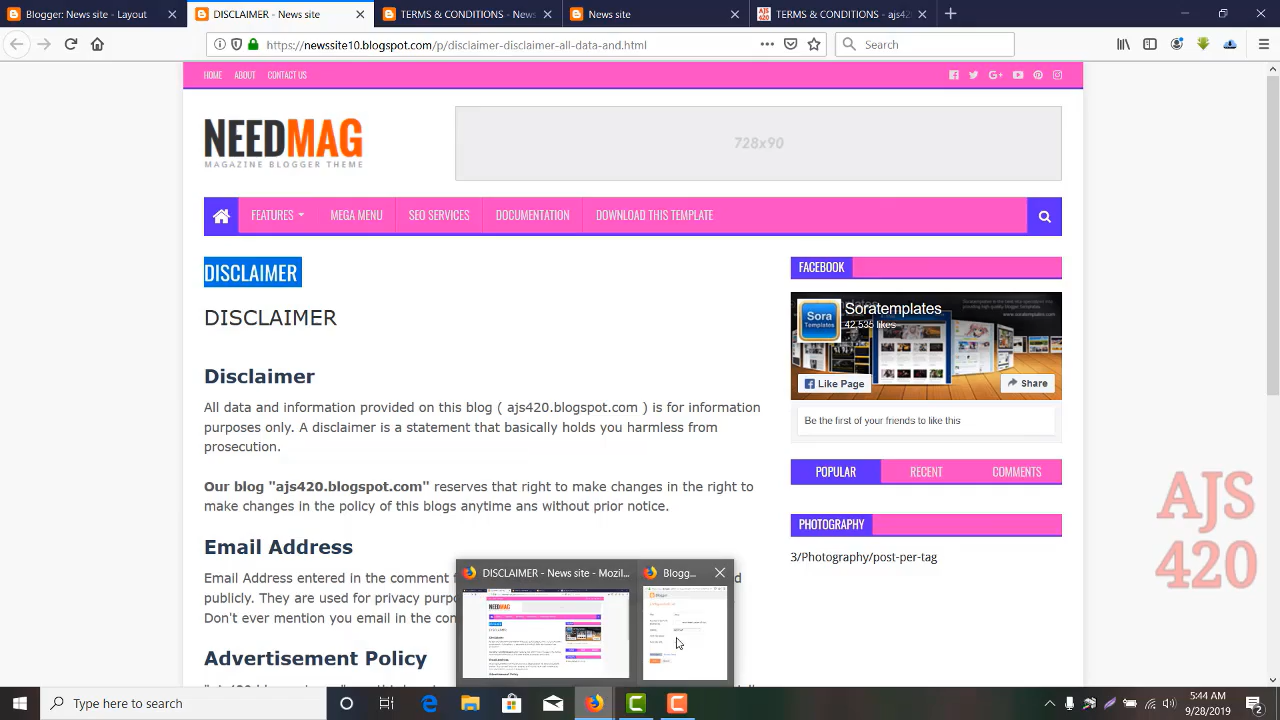 Blogger News site - Layout
DISCLAIMER - News site
TERMS & CONDITIONS - News
News site
TERMS & CONDITIONS - ajs42
https://newssite10.blogspot.com/p/disclaimer-disclaimer-all-data-and.html
Search
HOME ABOUT CONTACT US
NEEDMAG
MAGAZINE BLOGGER THEME
728x90
FEATURES MEGA MENU SEO SERVICES DOCUMENTATION DOWNLOAD THIS TEMPLATE
DISCLAIMER
DISCLAIMER
Disclaimer
All data and information provided on this blog ( ajs420.blogspot.com ) is for information
purposes only. A disclaimer is a statement that basically holds you harmless from
prosecution.
Our blog "ajs420.blogspot.com" reserves that right to make changes in the right to
make changes in the policy of this blogs anytime ans without prior notice.
Email Address
Email Address entered in the comment f
publicly. They are used for privacy purpo
Don't ever mention you email in the con
Advertisement Policy
FACEBOOK
Sora
Templates
Soratemplates
42,535 likes
Like Page
Share
Be the first of your friends to like this
POPULAR RECENT COMMENTS
PHOTOGRAPHY
3/Photography/post-per-tag
AJS
420
DISCLAIMER - News site - Mozil...
Blogg...
Type here to search
5:44 AM
9/28/2019